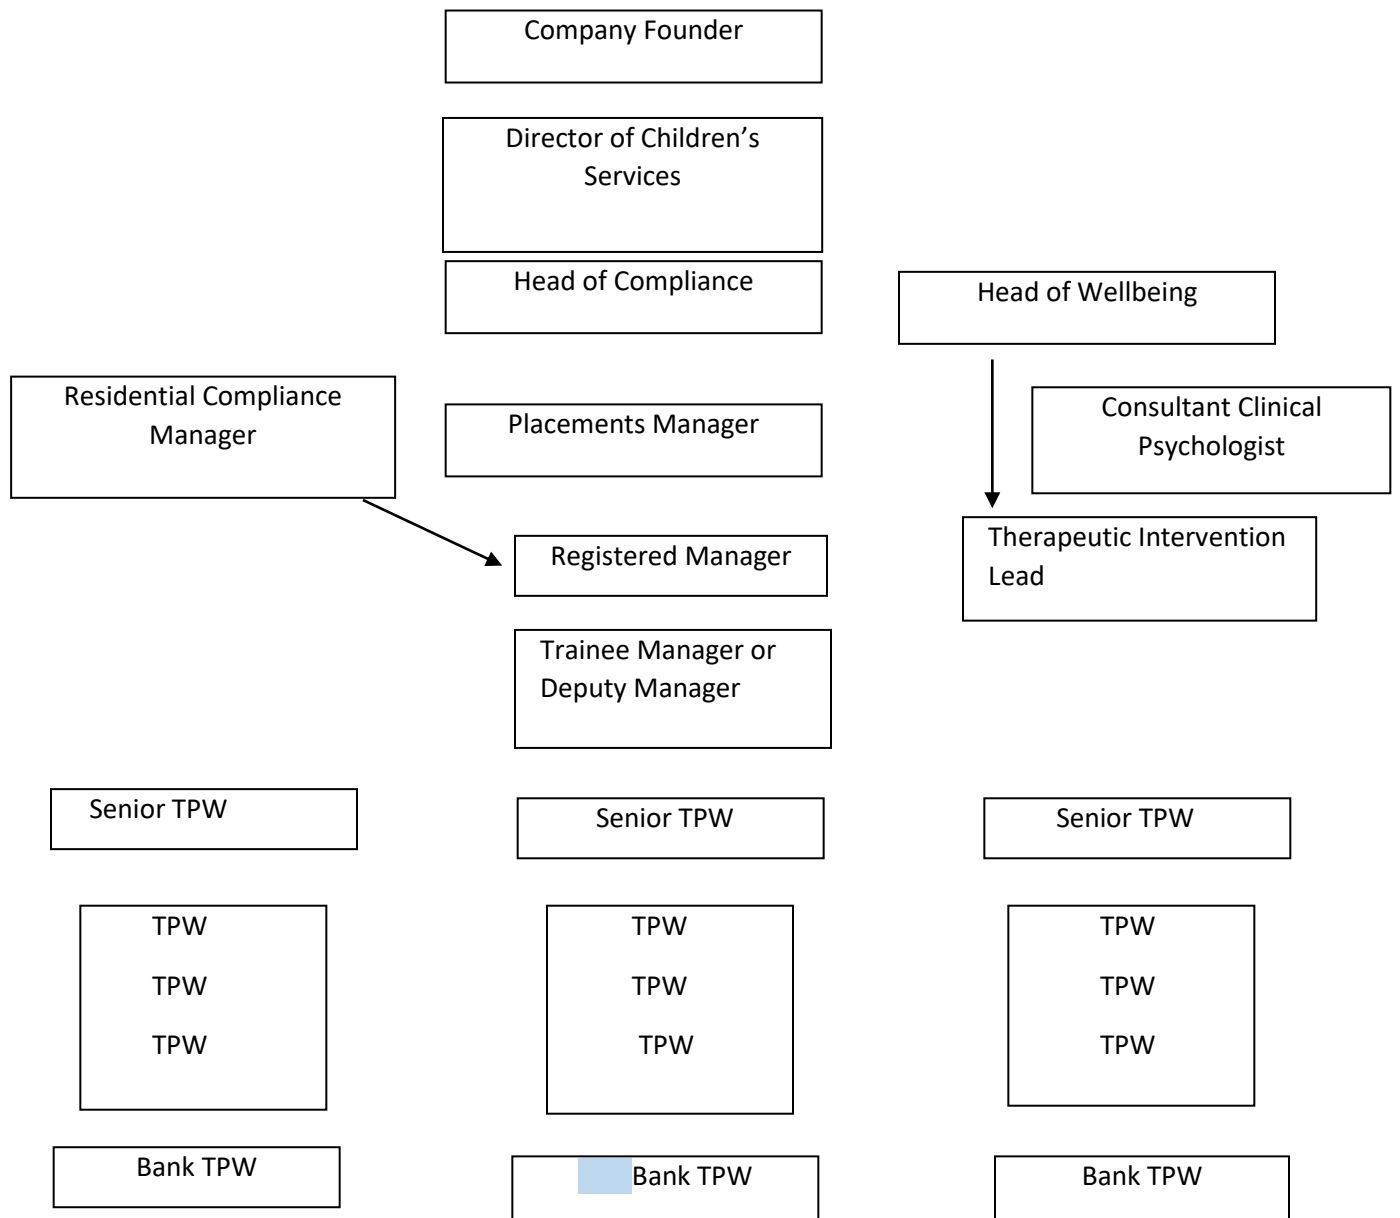 Company Founder
Director of Children’s
Services
Head of Compliance
Head of Wellbeing
Residential Compliance
Manager
Placements Manager
Consultant Clinical
Psychologist
Registered Manager
Therapeutic Intervention
Lead
Trainee Manager or
Deputy Manager
Senior TPW
Senior TPW
Senior TPW
TPW
TPW
TPW
TPW
TPW
TPW
TPW
TPW
TPW
Bank TPW
Bank TPW
Bank TPW